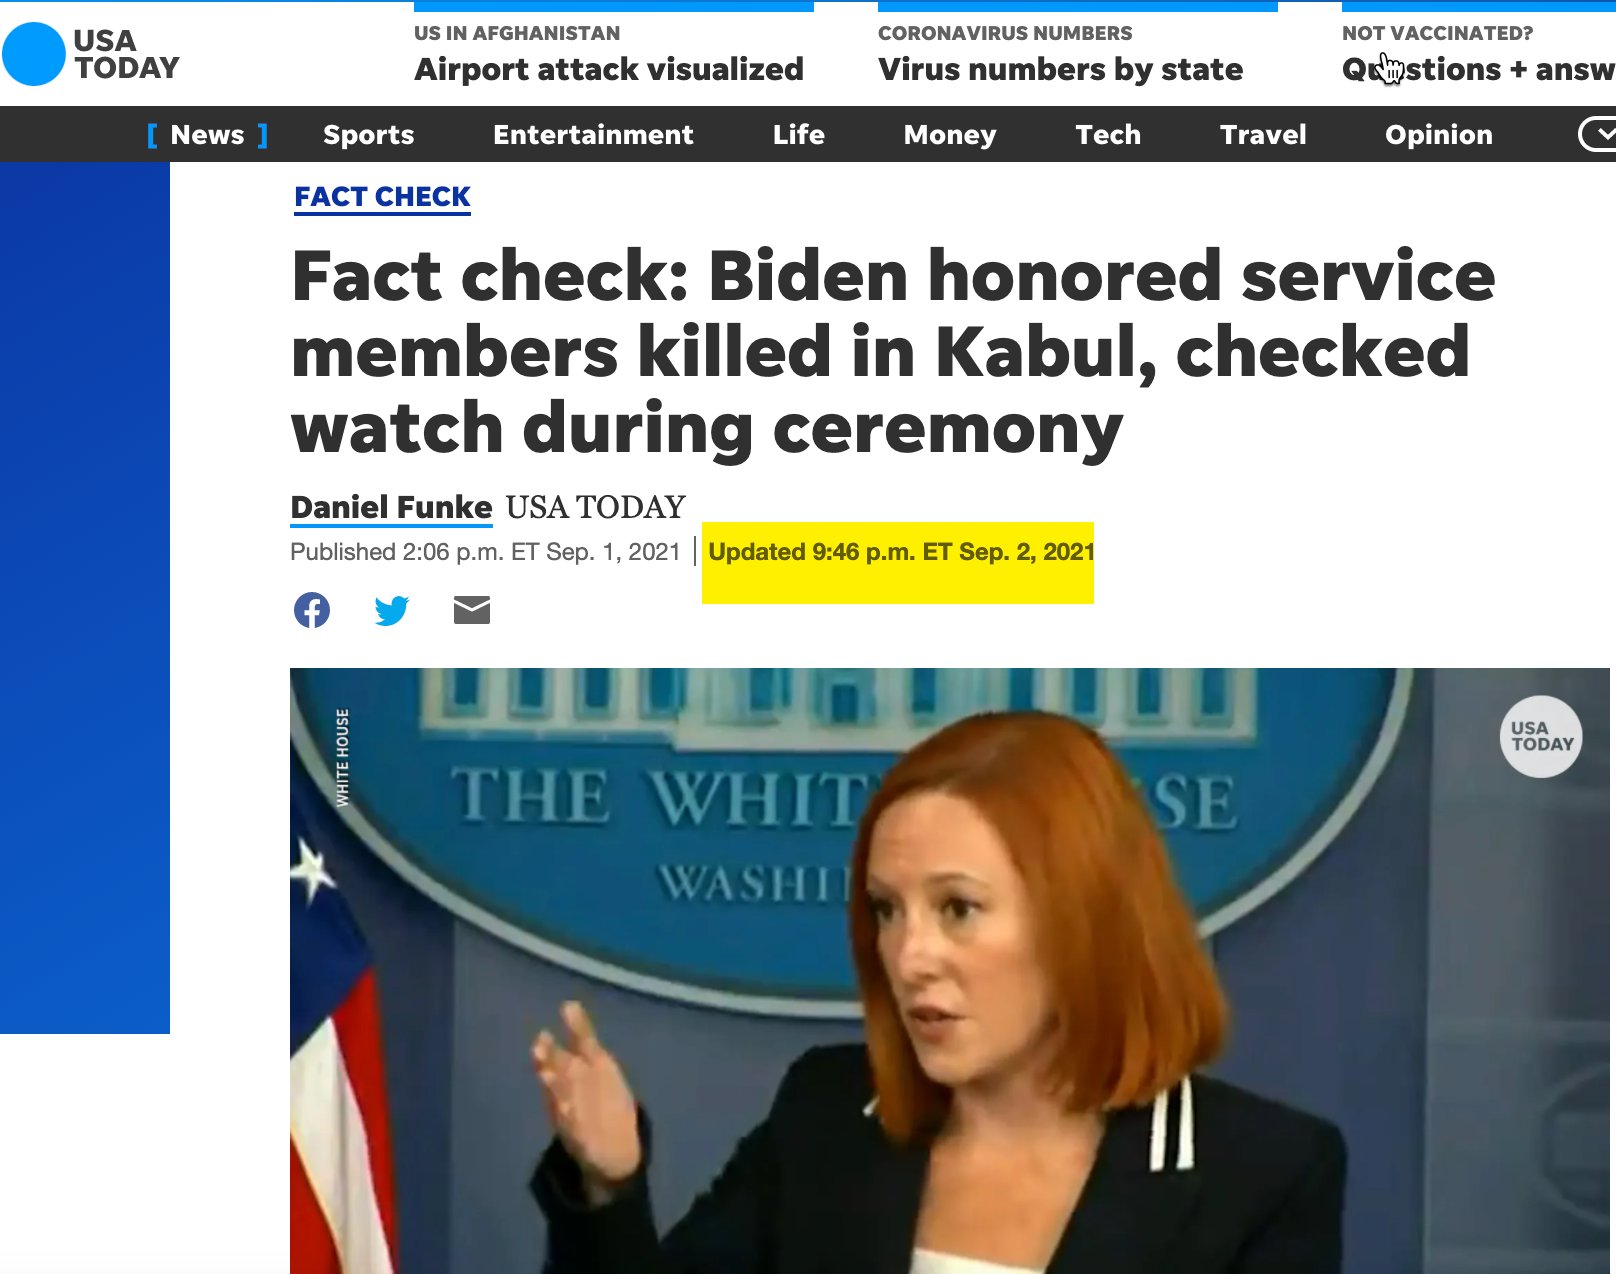 USA
TODAY
US IN AFGHANISTAN
Airport attack visualized
CORONAVIRUS NUMBERS
Virus numbers by state
NOT VACCINATED?
Questions + answ
[ News ] Sports Entertainment Life Money Tech Travel Opinion
FACT CHECK
Fact check: Biden honored service
members killed in Kabul, checked
watch during ceremony
Daniel Funke USA TODAY
Published 2:06 p.m. ET Sep. 1, 2021 | Updated 9:46 p.m. ET Sep. 2, 2021
WHITE HOUSE
USA
TODAY
THE WHIT SE
WASHI